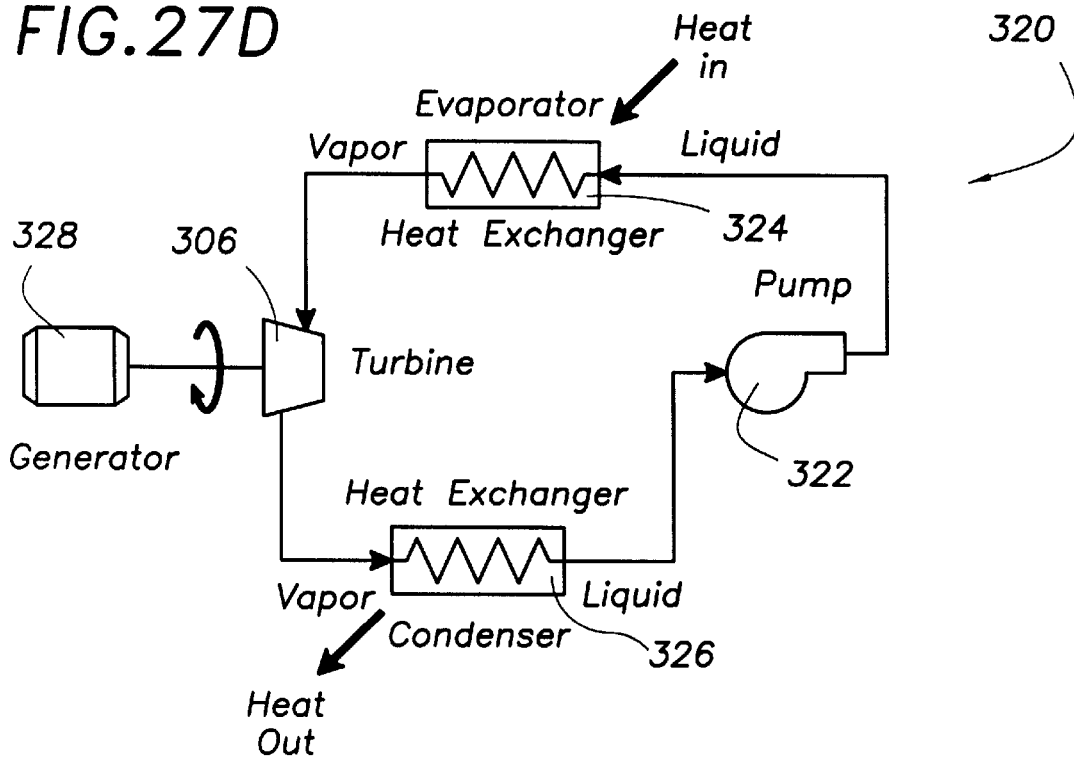 FIG.27D
Heat
in
320
Evaporator
Vapor
Liquid
Heat Exchanger
324
328
306
Pump
Turbine
Generator
322
Heat Exchanger
Vapor
Liquid
Condenser
326
Heat
Out